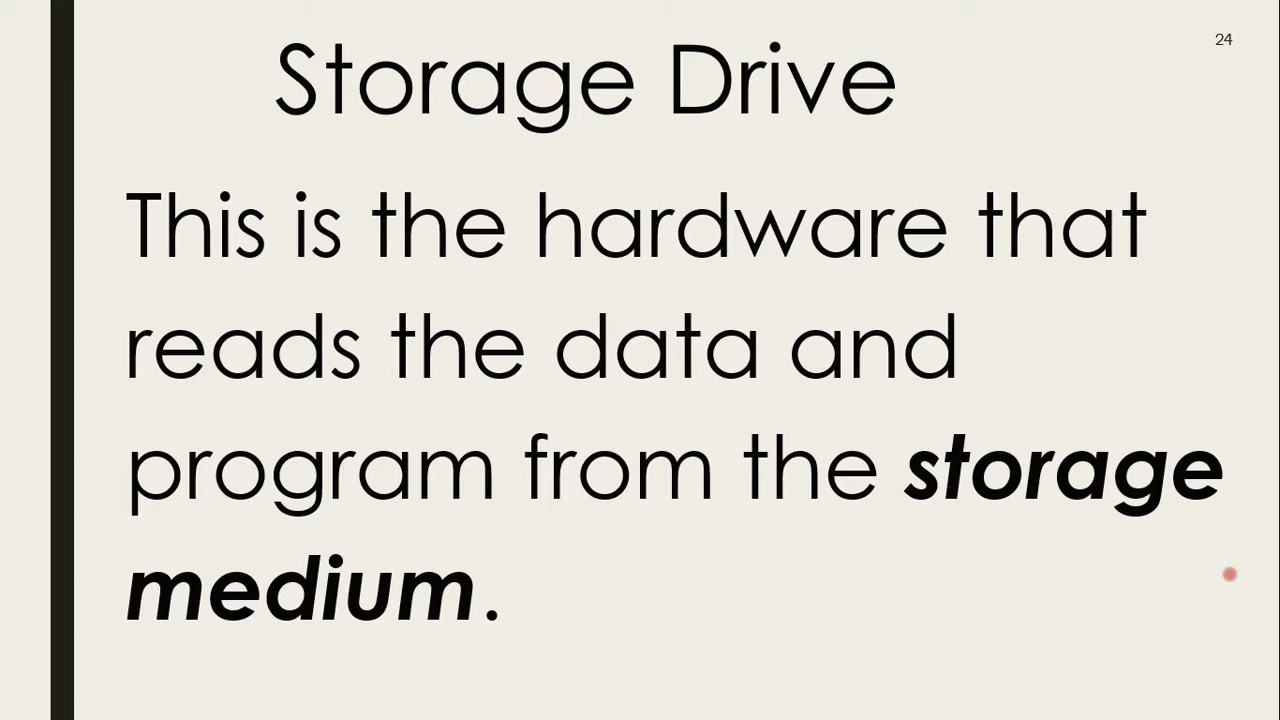 24
Storage Drive
This is the hardware that
reads the data and
program from the storage
medium.